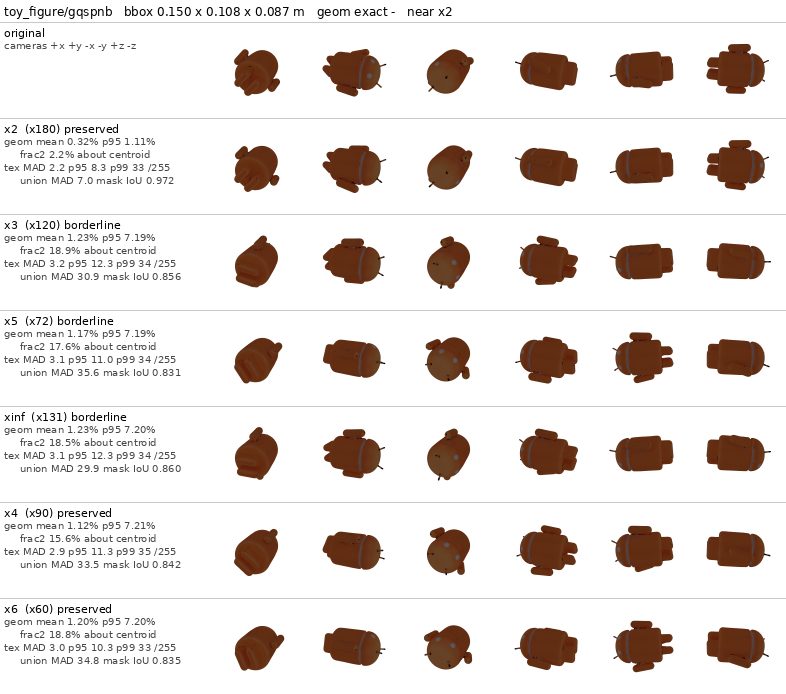 toy_figure/gqspnb   bbox 0.150 x 0.108 x 0.087 m   geom exact -   near x2
original
cameras +x +y -x -y +z -z
x2  (x180) preserved
geom mean 0.32% p95 1.11%
frac2 2.2% about centroid
tex MAD 2.2 p95 8.3 p99 33 /255
union MAD 7.0 mask IoU 0.972
x3  (x120) borderline
geom mean 1.23% p95 7.19%
frac2 18.9% about centroid
tex MAD 3.2 p95 12.3 p99 34 /255
union MAD 30.9 mask IoU 0.856
x5  (x72) borderline
geom mean 1.17% p95 7.19%
frac2 17.6% about centroid
tex MAD 3.1 p95 11.0 p99 34 /255
union MAD 35.6 mask IoU 0.831
xinf  (x131) borderline
geom mean 1.23% p95 7.20%
frac2 18.5% about centroid
tex MAD 3.1 p95 12.3 p99 34 /255
union MAD 29.9 mask IoU 0.860
x4  (x90) preserved
geom mean 1.12% p95 7.21%
frac2 15.6% about centroid
tex MAD 2.9 p95 11.3 p99 35 /255
union MAD 33.5 mask IoU 0.842
x6  (x60) preserved
geom mean 1.20% p95 7.20%
frac2 18.8% about centroid
tex MAD 3.0 p95 10.3 p99 33 /255
union MAD 34.8 mask IoU 0.835